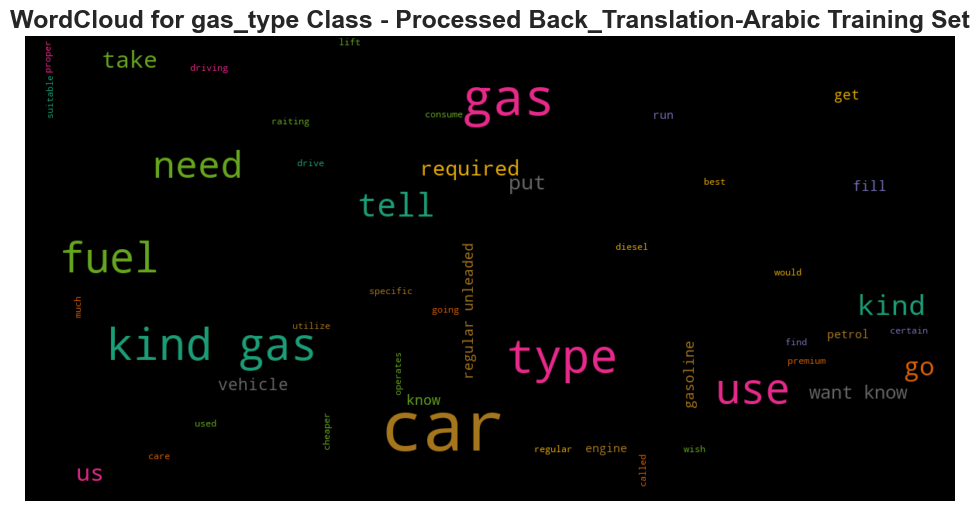 WordCloud for gas_type Class - Processed Back_Translation-Arabic Training Set
lift
proper
take
driving
suitable
gas
get
raiting
consume
run
need
drive
required
put
best
fill
tell
fuel
regular unleaded
diesel
would
specific
much
going
kind
kind gas
utilize
type
petrol
certain
find
premium
operates
gasoline
go
vehicle
use
want know
know
car
used
cheaper
regular
engine
wish
care
called
us